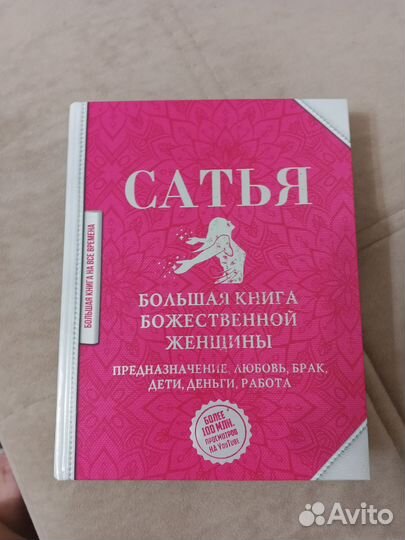 САТЬЯ
БОЛЬШАЯ КНИГА
БОЖЕСТВЕННОЙ
ЖЕНЩИНЫ
ПРЕДНАЗНАЧЕНИЕ, ЛЮБОВЬ, БРАК,
ДЕТИ, ДЕНЬГИ, РАБОТА
БОЛЕЕ
100 МЛН.
ПРОСМОТРОВ
НА YouTube
БОЛЬШАЯ КНИГА НА ВСЕ ВРЕМЕНА
Avito